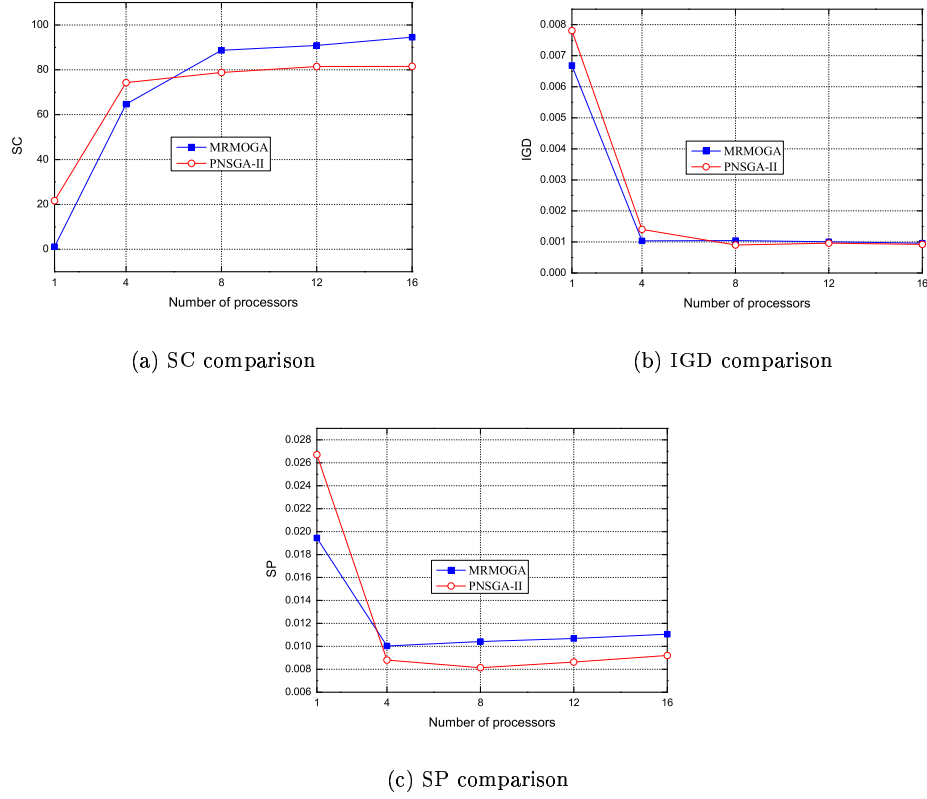 100
80
60
40
20
0
SC
MRMOGA
PNSGA-II
1 4 8 12 16
Number of processors
(a) SC comparison
0.008
0.007
0.006
0.005
0.004
0.003
0.002
0.001
0.000
IGD
MRMOGA
PNSGA-II
1 4 8 12 16
Number of processors
(b) IGD comparison
0.028
0.026
0.024
0.022
0.020
0.018
0.016
0.014
0.012
0.010
0.008
0.006
SP
MRMOGA
PNSGA-II
1 4 8 12 16
Number of processors
(c) SP comparison